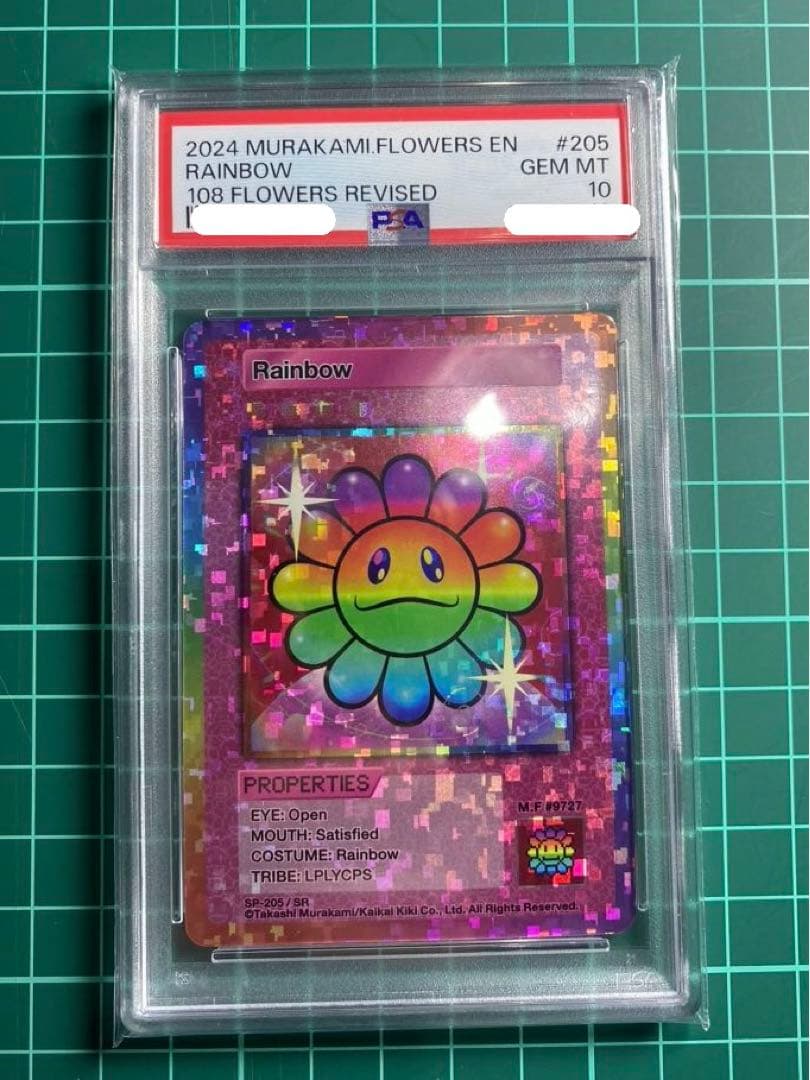 2024 MURAKAMI.FLOWERS EN #205
RAINBOW GEM MT
108 FLOWERS REVISED 10
PSA
Rainbow
PROPERTIES
EYE: Open
MOUTH: Satisfied
COSTUME: Rainbow
TRIBE: LPLYCPS
M.F #9727
SP-205 / SR
©Takashi Murakami/Kaikai Kiki Co., Ltd. All Rights Reserved.